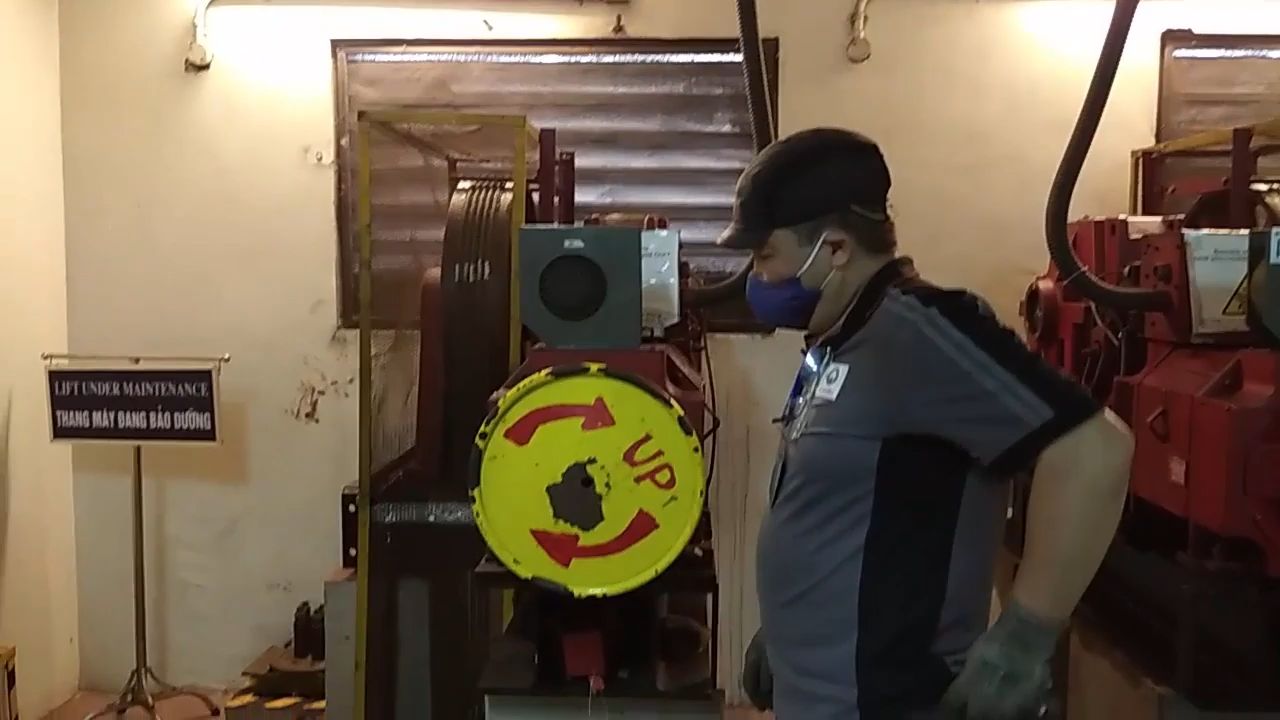 LIFT UNDER MAINTENANCE
THANG MÁY ĐANG BẢO DƯỠNG
UP